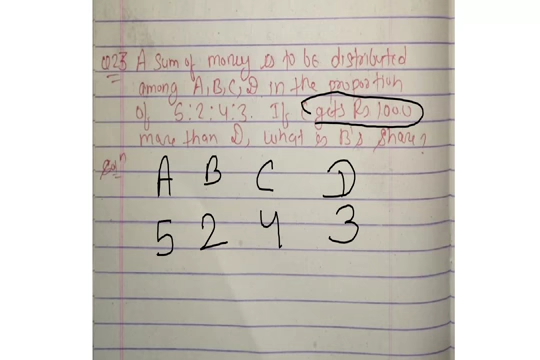 Q23 A sum of money is to be distributed
among A, B, C, D in the proportion
of 5:2:4:3. If C gets Rs 1000
more than D, what is B's share?
Solⁿ A B C D
5 2 4 3